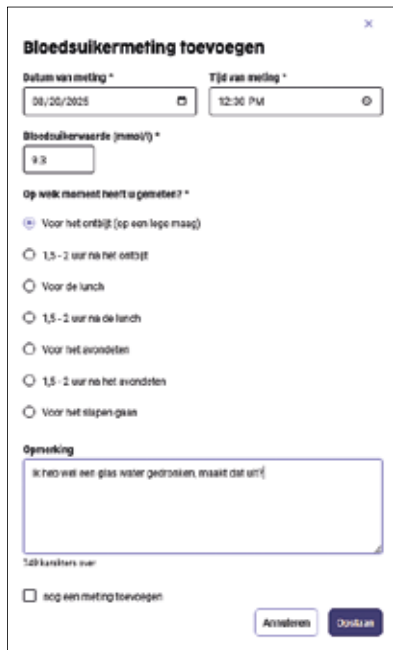 ×
Bloedsuikermeting toevoegen
Datum van meting * Tijd van meting *
08/20/2025 12:30 PM
Bloedsuikerwaarde (mmol/l) *
9.3
Op welk moment heeft u gemeten? *
Voor het ontbijt (op een lege maag)
1,5 - 2 uur na het ontbijt
Voor de lunch
1,5 - 2 uur na de lunch
Voor het avondeten
1,5 - 2 uur na het avondeten
Voor het slapen gaan
Opmerking
Ik heb wel een glas water gedronken, maakt dat uit?
karakters over
nog een meting toevoegen
Annuleren Opslaan